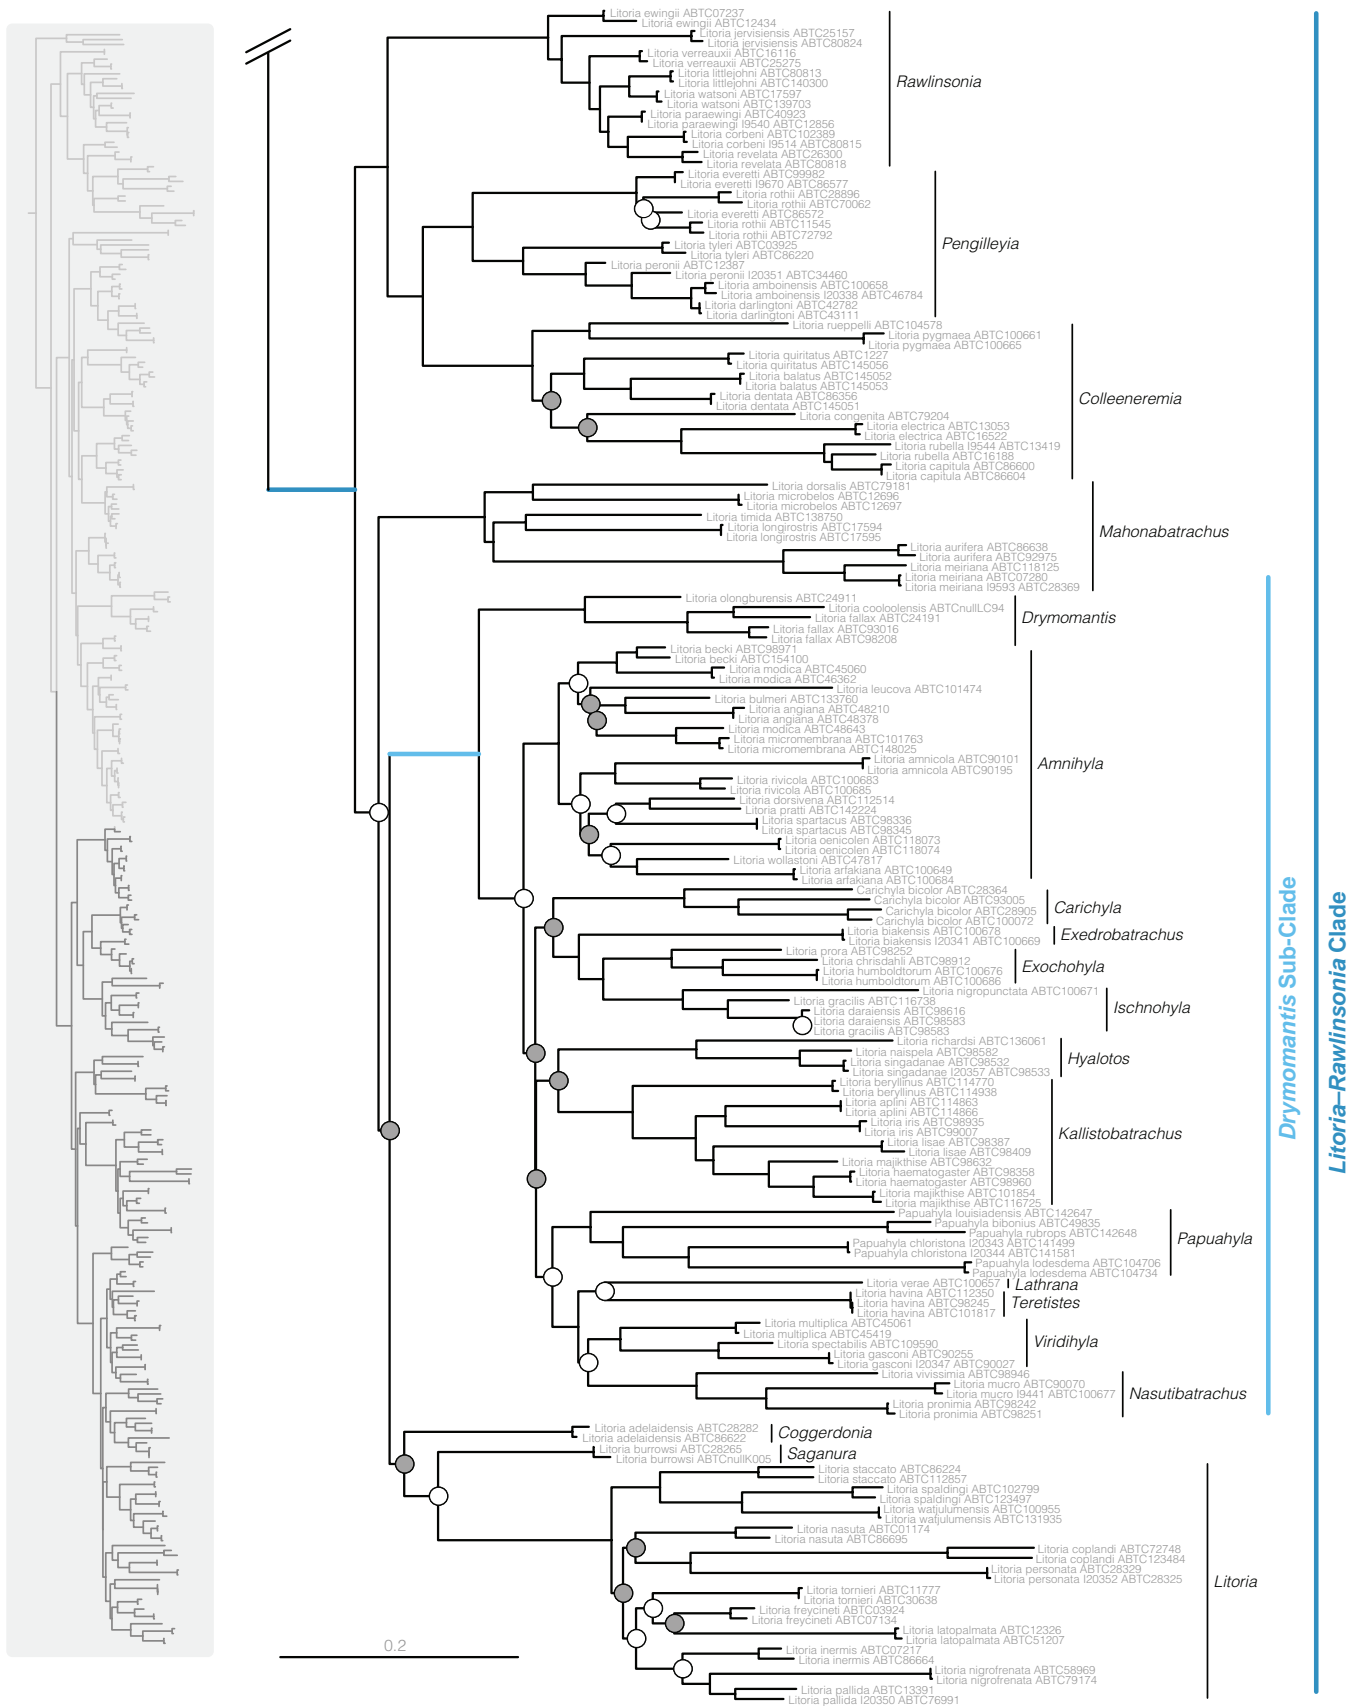 Litoria ewingii ABTC07237
Litoria ewingii ABTC12434
Litoria jervisiensis ABTC25157
Litoria jervisiensis ABTC80824
Litoria verreauxii ABTC16116
Litoria verreauxii ABTC25275
Litoria littlejohni ABTC80813
Litoria littlejohni ABTC140300
Litoria watsoni ABTC17597
Litoria watsoni ABTC139703
Litoria paraewingi ABTC40923
Litoria paraewingi I9540 ABTC12856
Litoria corbeni ABTC102389
Litoria corbeni I9514 ABTC80815
Litoria revelata ABTC26300
Litoria revelata ABTC80818
Rawlinsonia
Litoria everetti ABTC99982
Litoria everetti I9670 ABTC86577
Litoria rothii ABTC28896
Litoria rothii ABTC70062
Litoria everetti ABTC86572
Litoria rothii ABTC11545
Litoria rothii ABTC72792
Litoria tyleri ABTC03925
Litoria tyleri ABTC86220
Litoria peronii ABTC12387
Litoria peronii I20351 ABTC34460
Litoria amboinensis ABTC100658
Litoria amboinensis I20338 ABTC46784
Litoria darlingtoni ABTC42782
Litoria darlingtoni ABTC43111
Pengilleyia
Litoria rueppelli ABTC104578
Litoria pygmaea ABTC100661
Litoria pygmaea ABTC100665
Litoria quiritatus ABTC1227
Litoria quiritatus ABTC145056
Litoria balatus ABTC145052
Litoria balatus ABTC145053
Litoria dentata ABTC86356
Litoria dentata ABTC145051
Litoria congenita ABTC79204
Litoria electrica ABTC13053
Litoria electrica ABTC16522
Litoria rubella I9544 ABTC13419
Litoria rubella ABTC16188
Litoria capitula ABTC86600
Litoria capitula ABTC86604
Colleeneremia
Litoria dorsalis ABTC79181
Litoria microbelos ABTC12696
Litoria microbelos ABTC12697
Litoria timida ABTC138750
Litoria longirostris ABTC17594
Litoria longirostris ABTC17595
Litoria aurifera ABTC86638
Litoria aurifera ABTC92975
Litoria meiriana ABTC118125
Litoria meiriana ABTC07280
Litoria meiriana I9593 ABTC28369
Mahonabatrachus
Litoria olongburensis ABTC24911
Litoria cooloolensis ABTCnullLC94
Litoria fallax ABTC24191
Litoria fallax ABTC93016
Litoria fallax ABTC98208
Drymomantis
Litoria becki ABTC98971
Litoria becki ABTC154100
Litoria modica ABTC45060
Litoria modica ABTC46362
Litoria leucova ABTC101474
Litoria bulmeri ABTC133760
Litoria angiana ABTC48210
Litoria angiana ABTC48378
Litoria modica ABTC48643
Litoria micromembrana ABTC101763
Litoria micromembrana ABTC148025
Litoria amnicola ABTC90101
Litoria amnicola ABTC90195
Litoria rivicola ABTC100683
Litoria rivicola ABTC100685
Litoria dorsivena ABTC112514
Litoria pratti ABTC142224
Litoria spartacus ABTC98336
Litoria spartacus ABTC98345
Litoria oenicolen ABTC118073
Litoria oenicolen ABTC118074
Litoria wollastoni ABTC47817
Litoria arfakiana ABTC100649
Litoria arfakiana ABTC100684
Amnihyla
Carichyla bicolor ABTC28364
Carichyla bicolor ABTC93005
Carichyla bicolor ABTC28905
Carichyla bicolor ABTC100072
Carichyla
Litoria biakensis ABTC100678
Litoria biakensis I20341 ABTC100669
Exedrobatrachus
Litoria prora ABTC98252
Litoria chrisdahli ABTC98912
Litoria humboldtorum ABTC100676
Litoria humboldtorum ABTC100686
Exochohyla
Litoria nigropunctata ABTC100671
Litoria gracilis ABTC116738
Litoria daraiensis ABTC98616
Litoria daraiensis ABTC98583
Litoria gracilis ABTC98583
Ischnohyla
Litoria richardsi ABTC136061
Litoria naispela ABTC98582
Litoria singadanae ABTC98532
Litoria singadanae I20357 ABTC98533
Hyalotos
Litoria beryllinus ABTC114770
Litoria beryllinus ABTC114938
Litoria aplini ABTC114863
Litoria aplini ABTC114866
Litoria iris ABTC98935
Litoria iris ABTC99007
Litoria lisae ABTC98387
Litoria lisae ABTC98409
Litoria majikthise ABTC98632
Litoria haematogaster ABTC98358
Litoria haematogaster ABTC98960
Litoria majikthise ABTC101854
Litoria majikthise ABTC116725
Kallistobatrachus
Papuahyla louisiadensis ABTC142647
Papuahyla bibonius ABTC49835
Papuahyla rubrops ABTC142648
Papuahyla chloristona I20343 ABTC141499
Papuahyla chloristona I20344 ABTC141581
Papuahyla lodesdema ABTC104706
Papuahyla lodesdema ABTC104734
Papuahyla
Litoria verae ABTC100657
Lathrana
Litoria havina ABTC112350
Litoria havina ABTC98245
Litoria havina ABTC101817
Teretistes
Litoria multiplica ABTC45061
Litoria multiplica ABTC45419
Litoria spectabilis ABTC109590
Litoria gasconi ABTC90255
Litoria gasconi I20347 ABTC90027
Viridihyla
Litoria vivissimia ABTC98946
Litoria mucro ABTC90070
Litoria mucro I9441 ABTC100677
Litoria pronimia ABTC98242
Litoria pronimia ABTC98251
Nasutibatrachus
Litoria adelaidensis ABTC28282
Litoria adelaidensis ABTC86622
Coggerdonia
Litoria burrowsi ABTC28265
Litoria burrowsi ABTCnullK005
Saganura
Litoria staccato ABTC86224
Litoria staccato ABTC112857
Litoria spaldingi ABTC102799
Litoria spaldingi ABTC123497
Litoria watjulumensis ABTC100955
Litoria watjulumensis ABTC131935
Litoria nasuta ABTC01174
Litoria nasuta ABTC86695
Litoria coplandi ABTC72748
Litoria coplandi ABTC123484
Litoria personata ABTC28329
Litoria personata I20352 ABTC28325
Litoria tornieri ABTC11777
Litoria tornieri ABTC30638
Litoria freycineti ABTC03924
Litoria freycineti ABTC07134
Litoria latopalmata ABTC12326
Litoria latopalmata ABTC51207
Litoria inermis ABTC07217
Litoria inermis ABTC86664
Litoria nigrofrenata ABTC58969
Litoria nigrofrenata ABTC79174
Litoria pallida ABTC13391
Litoria pallida I20350 ABTC76991
Litoria
0.2
Drymomantis Sub-Clade
Litoria–Rawlinsonia Clade